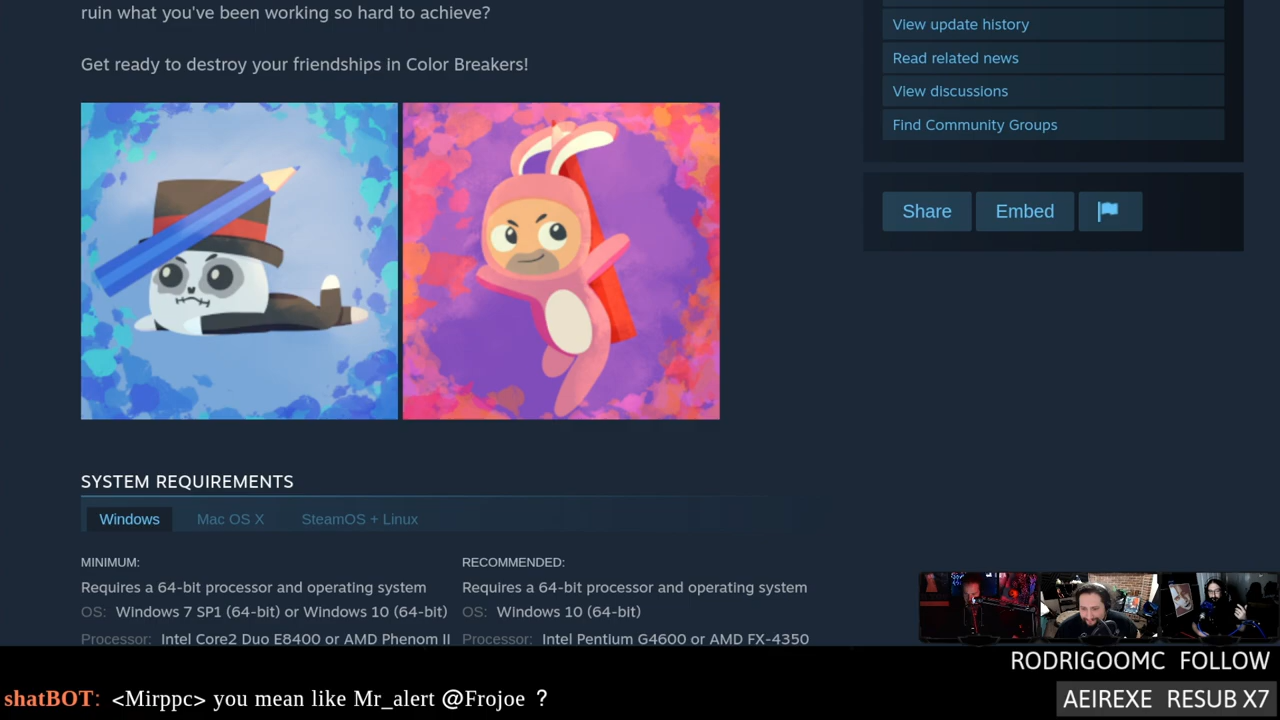 ruin what you've been working so hard to achieve?
Get ready to destroy your friendships in Color Breakers!
View update history
Read related news
View discussions
Find Community Groups
Share Embed
SYSTEM REQUIREMENTS
Windows Mac OS X SteamOS + Linux
MINIMUM:
Requires a 64-bit processor and operating system
OS: Windows 7 SP1 (64-bit) or Windows 10 (64-bit)
Processor: Intel Core2 Duo E8400 or AMD Phenom II
RECOMMENDED:
Requires a 64-bit processor and operating system
OS: Windows 10 (64-bit)
Processor: Intel Pentium G4600 or AMD FX-4350
RODRIGOOMC FOLLOW
shatBOT: <Mirppc> you mean like Mr_alert @Frojoe ?
AEIREXE RESUB X7